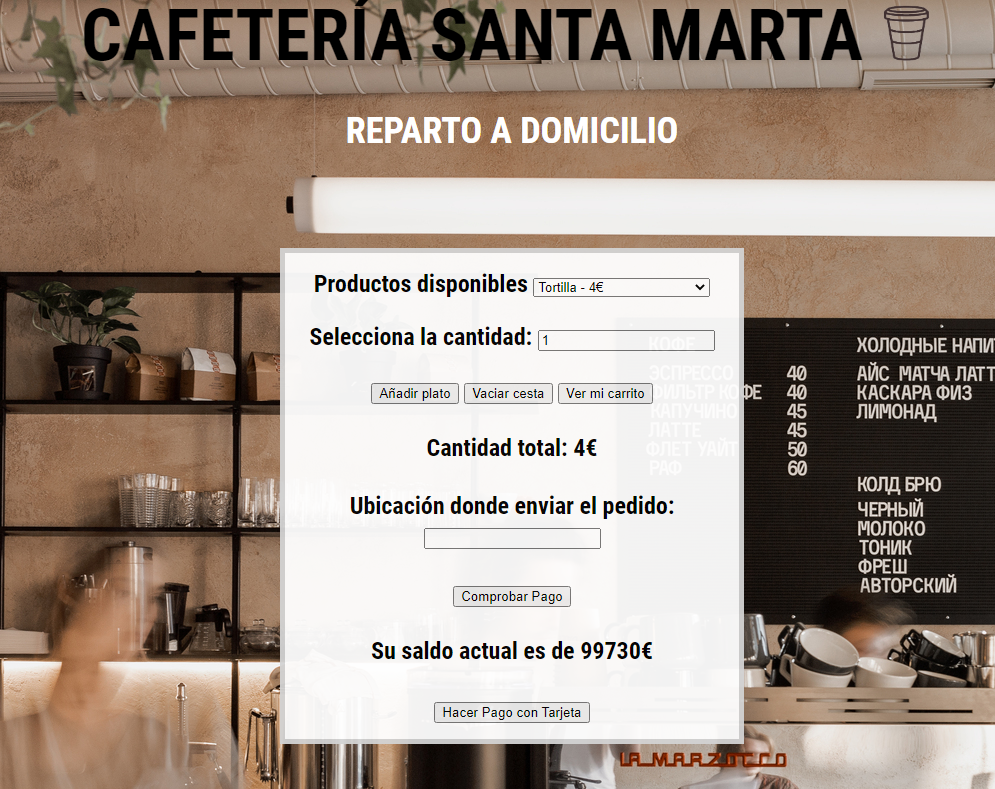 CAFETERÍA SANTA MARTA
REPARTO A DOMICILIO
Productos disponibles Tortilla - 4€
Selecciona la cantidad: 1
Añadir plato Vaciar cesta Ver mi carrito
Cantidad total: 4€
Ubicación donde enviar el pedido:
Comprobar Pago
Su saldo actual es de 99730€
Hacer Pago con Tarjeta
КОФЕ
ЭСПРЕССО 40
ФИЛЬТР КОФЕ 40
КАПУЧИНО 45
ЛАТТЕ 45
ФЛЕТ УАЙТ 50
РАФ 60
ХОЛОДНЫЕ НАПИ
АЙС МАТЧА ЛАТТ
КАСКАРА ФИЗ
ЛИМОНАД
КОЛД БРЮ
ЧЕРНЫЙ
МОЛОКО
ТОНИК
ФРЕШ
АВТОРСКИЙ
LA MARZOCCO